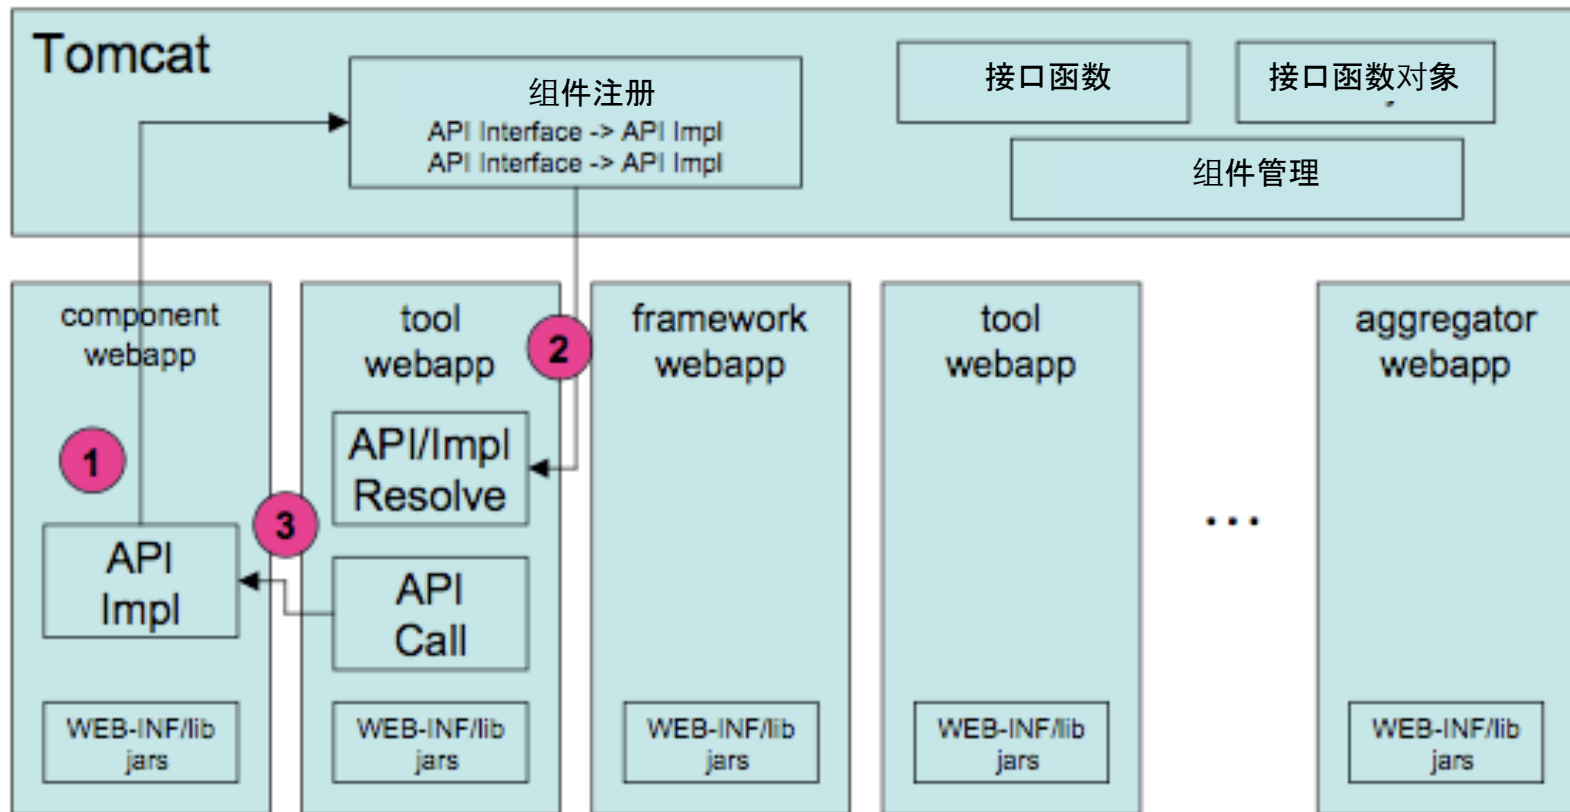 Tomcat
组件注册
API Interface -> API Impl
API Interface -> API Impl
接口函数
接口函数对象
组件管理
component
webapp
tool
webapp
framework
webapp
tool
webapp
aggregator
webapp
1
2
3
API/Impl
Resolve
API
Impl
API
Call
...
WEB-INF/lib
jars
WEB-INF/lib
jars
WEB-INF/lib
jars
WEB-INF/lib
jars
WEB-INF/lib
jars